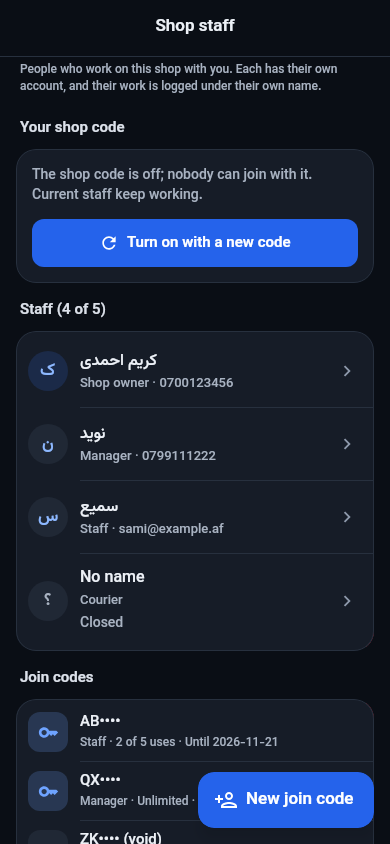 Shop staff
People who work on this shop with you. Each has their own
account, and their work is logged under their own name.
Your shop code
The shop code is off; nobody can join with it.
Current staff keep working.
Turn on with a new code
Staff (4 of 5)
ک
کریم احمدی
Shop owner · 0700123456
ن
نوید
Manager · 0799111222
س
سمیع
Staff · sami@example.af
؟
No name
Courier
Closed
Join codes
AB••••
Staff · 2 of 5 uses · Until 2026-11-21
QX••••
Manager · Unlimited ·
New join code
ZK•••• (void)